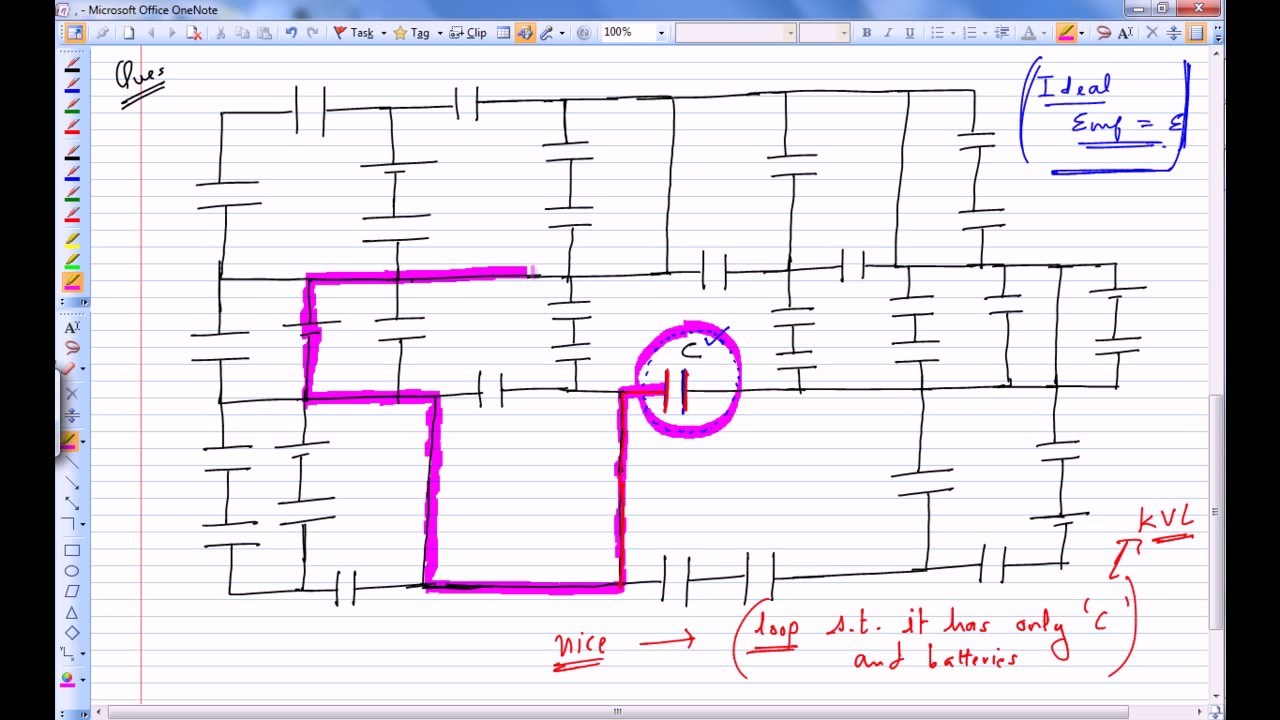 , - Microsoft Office OneNote
Task
Tag
Clip
100%
B I U
A
Ques
Ideal
Emf = ε
C
KVL
nice → (loop s.t. it has only 'C'
and batteries)